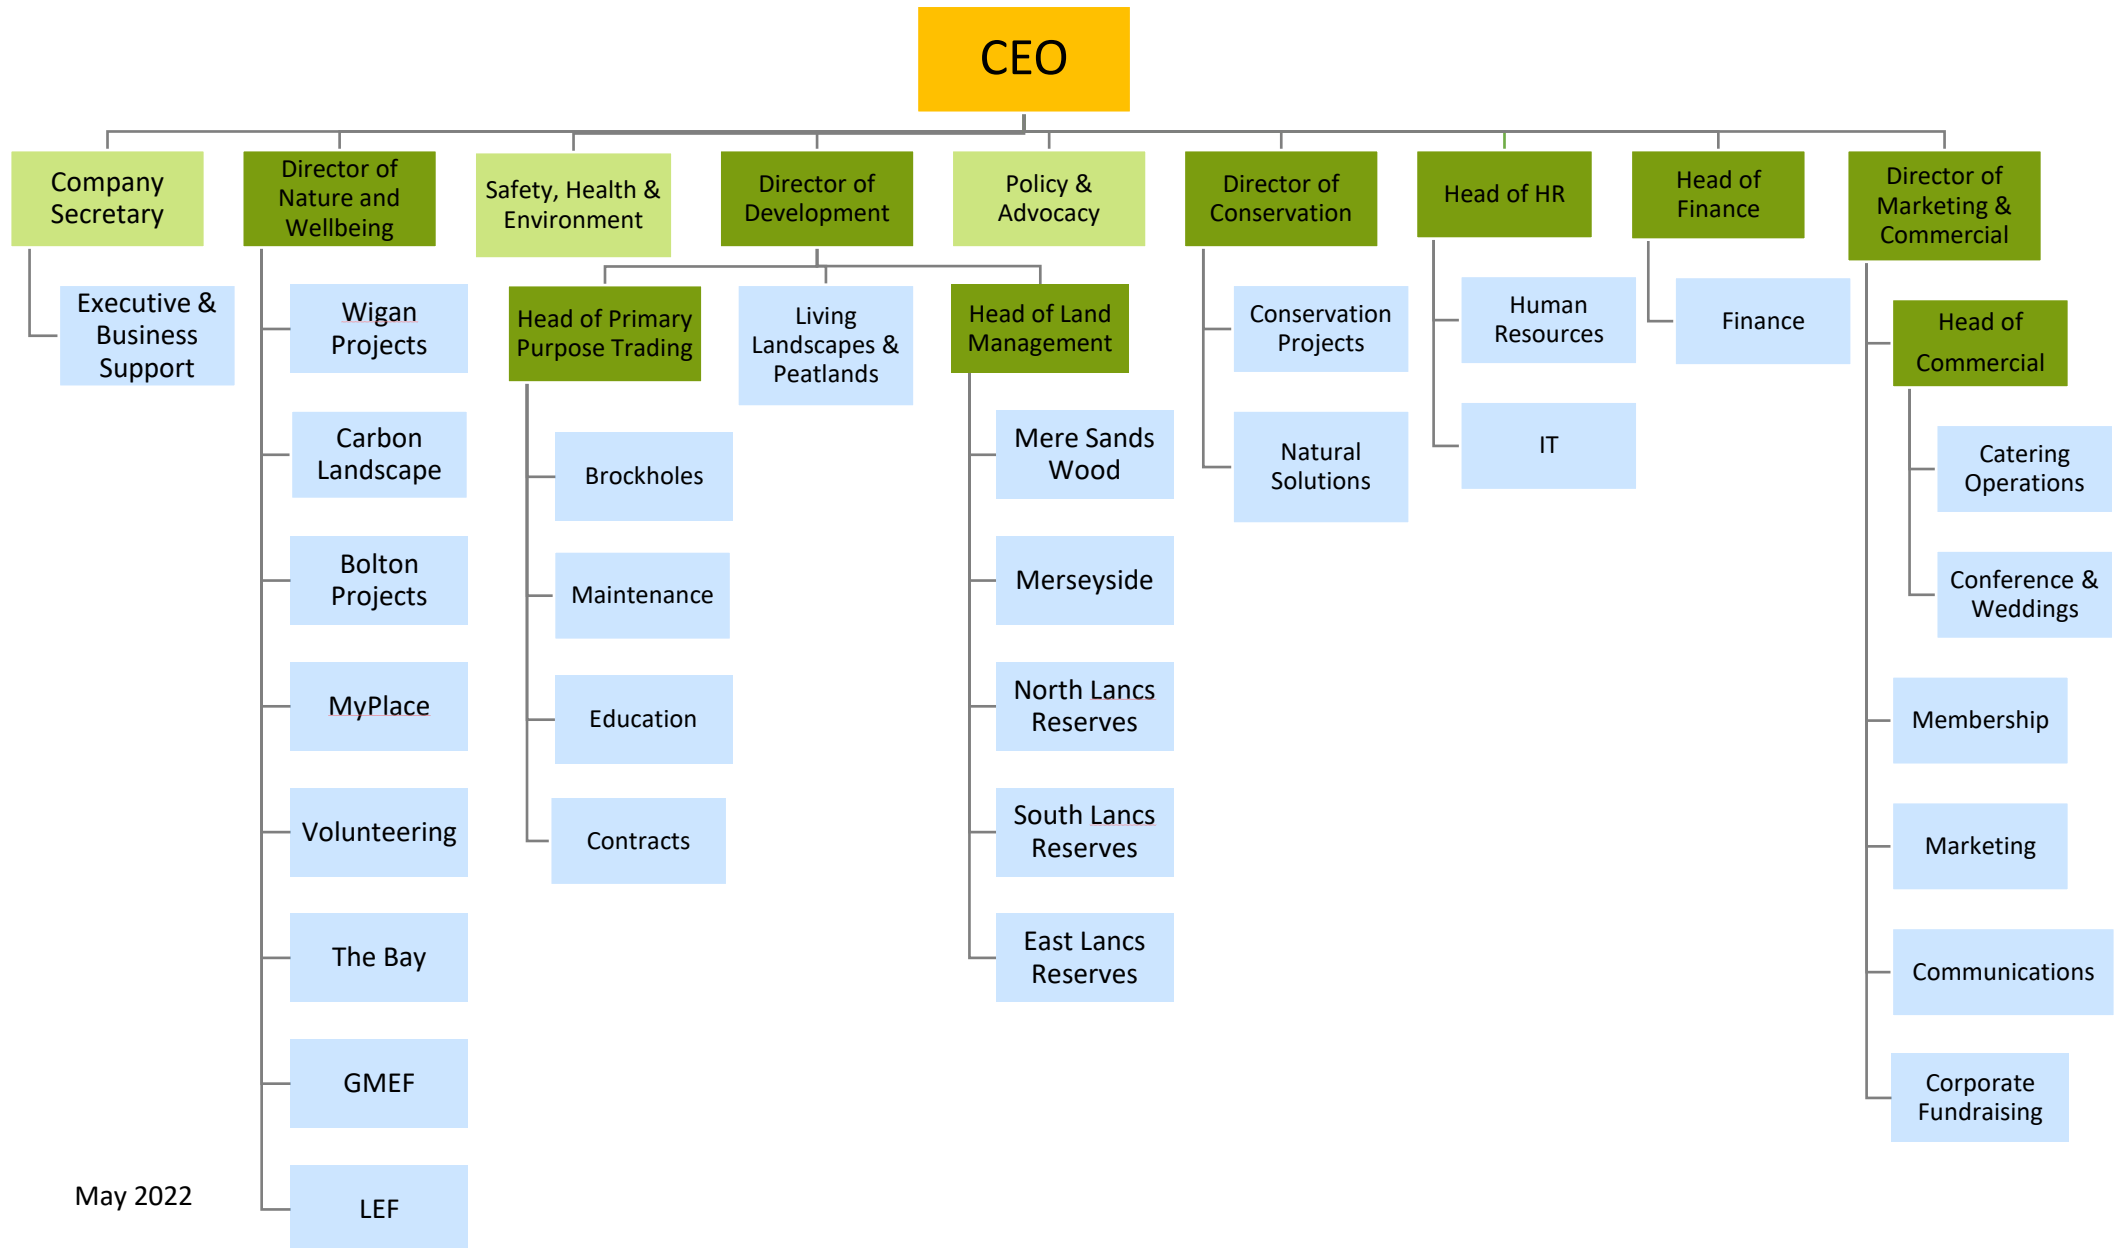 CEO
Company
Secretary
Executive &
Business
Support
Director of
Nature and
Wellbeing
Wigan
Projects
Carbon
Landscape
Bolton
Projects
MyPlace
Volunteering
The Bay
GMEF
LEF
Safety, Health &
Environment
Director of
Development
Head of Primary
Purpose Trading
Brockholes
Maintenance
Education
Contracts
Living
Landscapes &
Peatlands
Head of Land
Management
Mere Sands
Wood
Merseyside
North Lancs
Reserves
South Lancs
Reserves
East Lancs
Reserves
Policy &
Advocacy
Director of
Conservation
Conservation
Projects
Natural
Solutions
Head of HR
Human
Resources
IT
Head of
Finance
Finance
Director of
Marketing &
Commercial
Head of
Commercial
Catering
Operations
Conference &
Weddings
Membership
Marketing
Communications
Corporate
Fundraising
May 2022